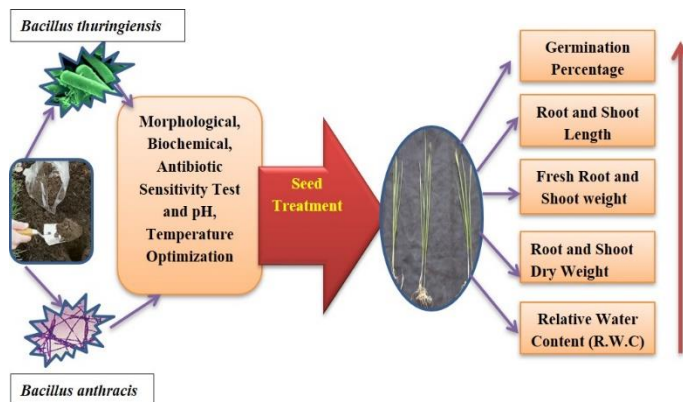 Bacillus thuringiensis
Morphological,
Biochemical,
Antibiotic
Sensitivity Test
and pH,
Temperature
Optimization
Bacillus anthracis
Seed
Treatment
Germination
Percentage
Root and Shoot
Length
Fresh Root and
Shoot weight
Root and Shoot
Dry Weight
Relative Water
Content (R.W.C)